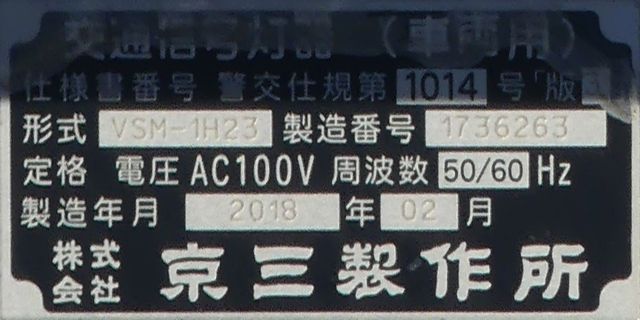 交通信号灯器 (車両用)
仕様書番号 警交仕規第 1014 号「版
形式 VSM-1H23 製造番号 1736263
定格 電圧 AC100V 周波数 50/60 Hz
製造年月 2018 年 02 月
株式会社 京三製作所